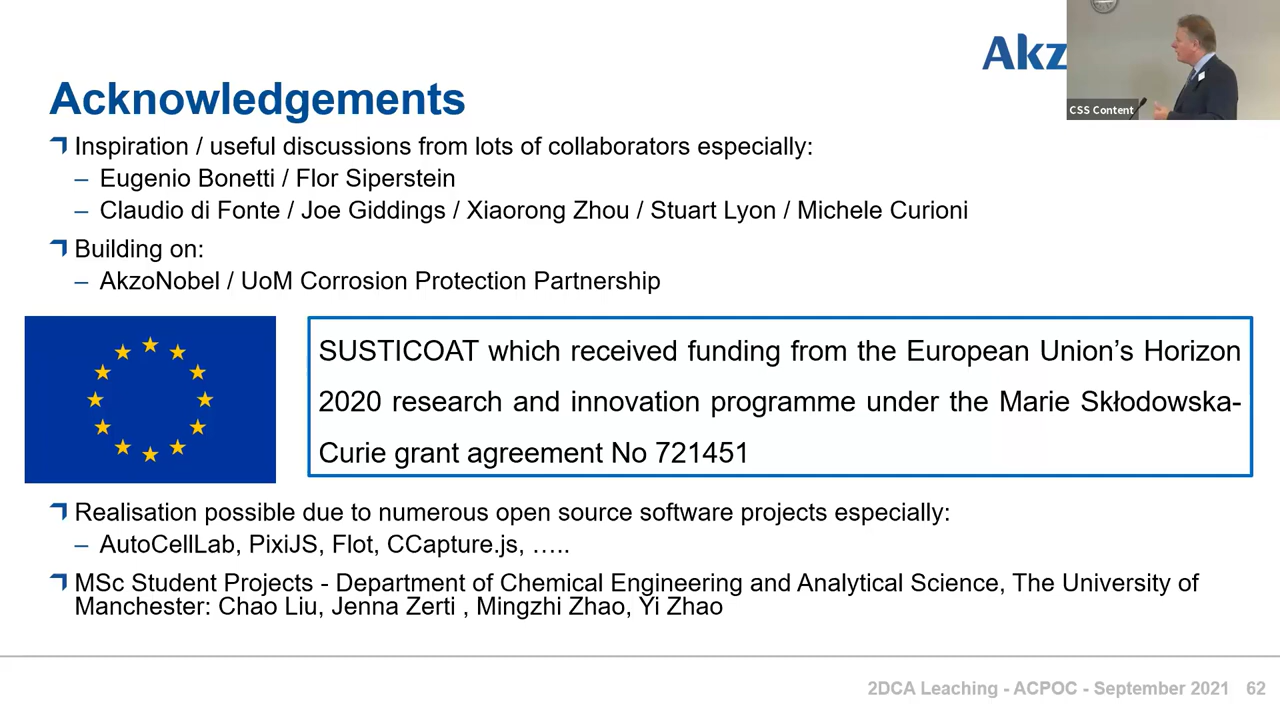 Akz
CSS Content
Acknowledgements
Inspiration / useful discussions from lots of collaborators especially:
– Eugenio Bonetti / Flor Siperstein
– Claudio di Fonte / Joe Giddings / Xiaorong Zhou / Stuart Lyon / Michele Curioni
Building on:
– AkzoNobel / UoM Corrosion Protection Partnership
SUSTICOAT which received funding from the European Union’s Horizon
2020 research and innovation programme under the Marie Skłodowska-
Curie grant agreement No 721451
Realisation possible due to numerous open source software projects especially:
– AutoCellLab, PixiJS, Flot, CCapture.js, …..
MSc Student Projects - Department of Chemical Engineering and Analytical Science, The University of
Manchester: Chao Liu, Jenna Zerti , Mingzhi Zhao, Yi Zhao
2DCA Leaching - ACPOC - September 2021 62